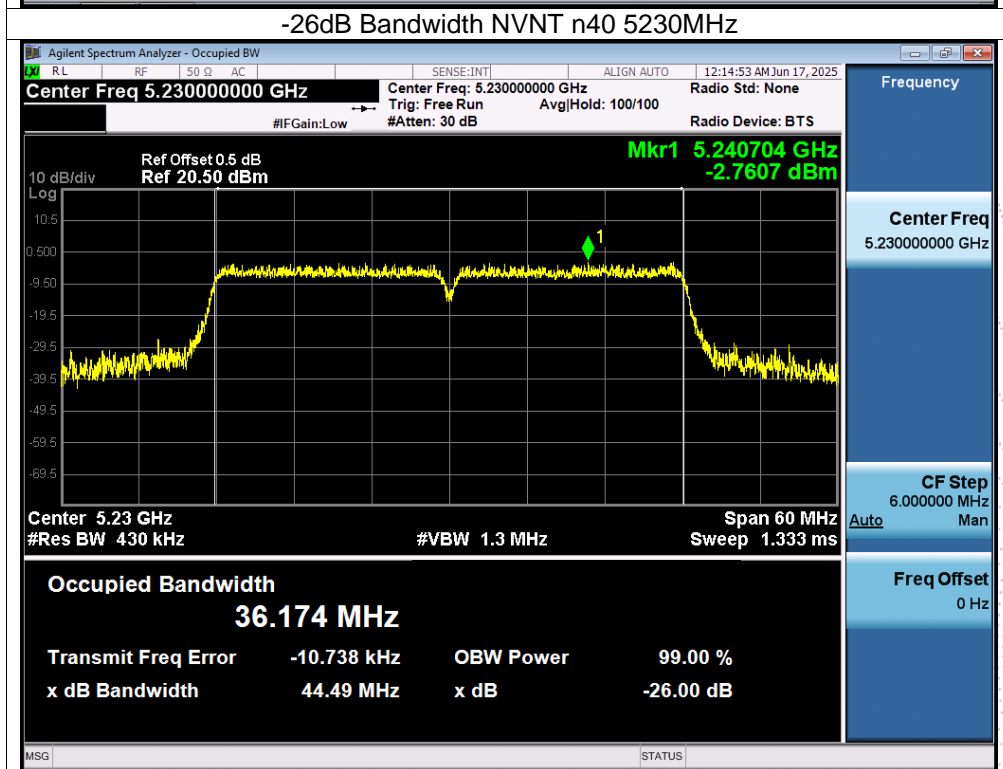 -26dB Bandwidth NVNT n40 5230MHz
Agilent Spectrum Analyzer - Occupied BW
LXI RL RF 50 Ω AC SENSE:INT ALIGN AUTO 12:14:53 AM Jun 17, 2025
Center Freq 5.230000000 GHz
Center Freq: 5.230000000 GHz
Radio Std: None
Trig: Free Run Avg|Hold: 100/100
#IFGain:Low #Atten: 30 dB Radio Device: BTS
Mkr1 5.240704 GHz
-2.7607 dBm
Ref Offset 0.5 dB
10 dB/div Ref 20.50 dBm
Log
10.5
0.500
-9.50
-19.5
-29.5
-39.5
-49.5
-59.5
-69.5
1
Center 5.23 GHz Span 60 MHz
#Res BW 430 kHz #VBW 1.3 MHz Sweep 1.333 ms
Occupied Bandwidth
36.174 MHz
Transmit Freq Error -10.738 kHz OBW Power 99.00 %
x dB Bandwidth 44.49 MHz x dB -26.00 dB
MSG STATUS
Frequency
Center Freq
5.230000000 GHz
CF Step
6.000000 MHz
Auto Man
Freq Offset
0 Hz